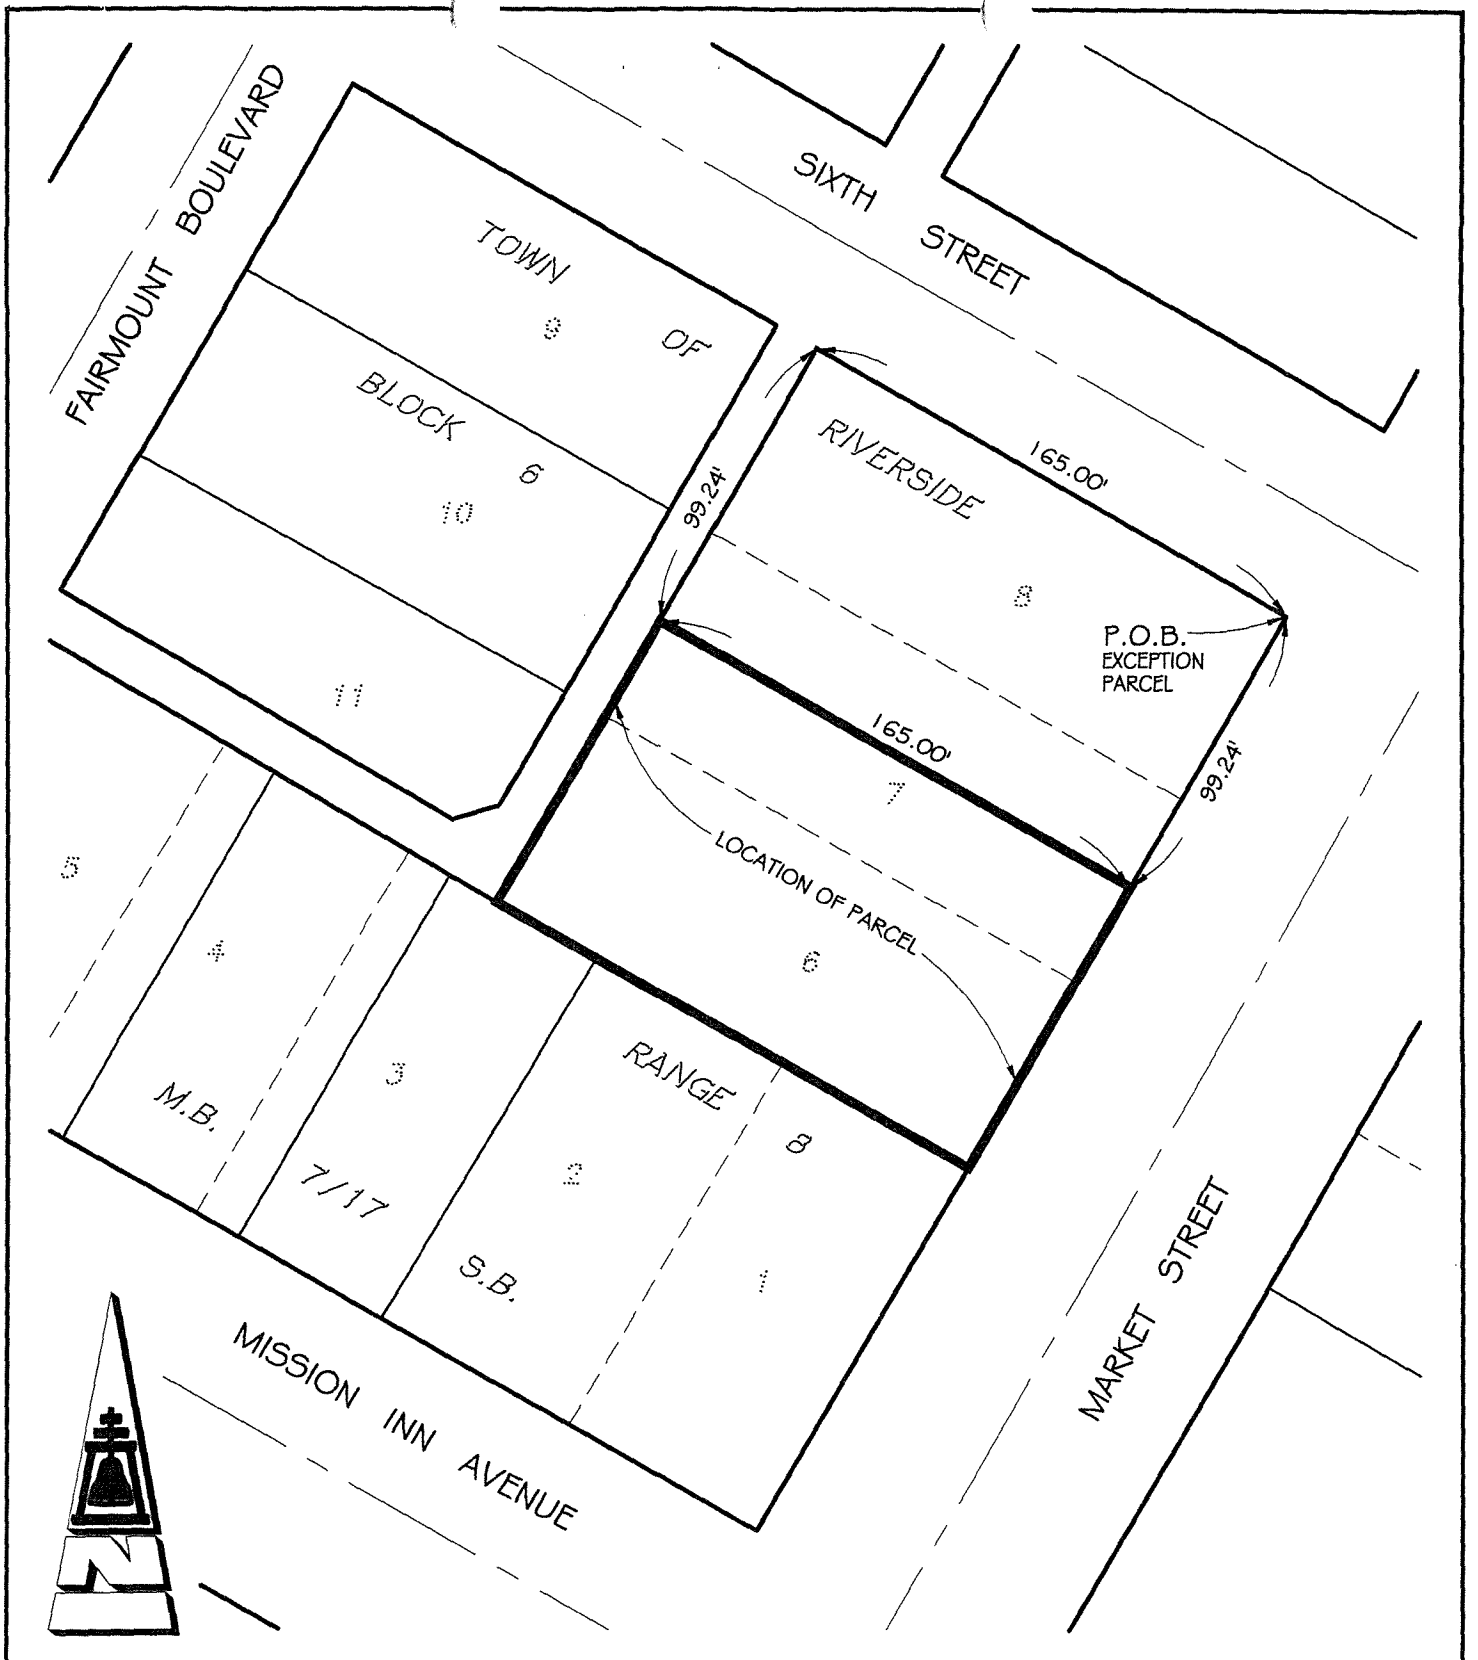 FAIRMOUNT BOULEVARD
SIXTH STREET
TOWN OF
RIVERSIDE
BLOCK 6
RANGE 8
M.B. 7/17 S.B.
9
10
11
8
7
6
5
4
3
2
1
165.00'
99.24'
165.00'
99.24'
P.O.B.
EXCEPTION
PARCEL
LOCATION OF PARCEL
MARKET STREET
MISSION INN AVENUE
N